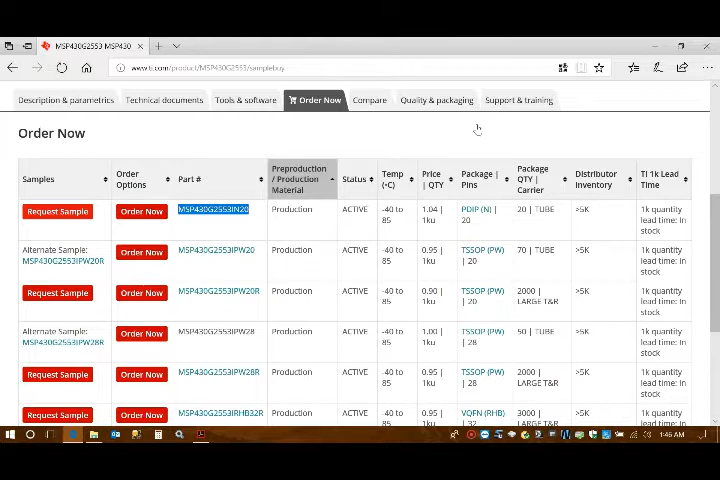 MSP430G2553 MSP430
www.ti.com/product/MSP430G2553/samplebuy
Description & parametrics
Technical documents
Tools & software
Order Now
Compare
Quality & packaging
Support & training
Order Now
Samples
Order Options
Part #
Preproduction / Production Material
Status
Temp (•C)
Price | QTY
Package | Pins
Package QTY | Carrier
Distributor Inventory
TI 1k Lead Time
Request Sample
Order Now
MSP430G2553IN20
Production
ACTIVE
-40 to 85
1.04 | 1ku
PDIP (N) | 20
20 | TUBE
>5K
1k quantity lead time: In stock
Alternate Sample: MSP430G2553IPW20R
Order Now
MSP430G2553IPW20
Production
ACTIVE
-40 to 85
0.95 | 1ku
TSSOP (PW) | 20
70 | TUBE
>5K
1k quantity lead time: In stock
Request Sample
Order Now
MSP430G2553IPW20R
Production
ACTIVE
-40 to 85
0.90 | 1ku
TSSOP (PW) | 20
2000 | LARGE T&R
>5K
1k quantity lead time: In stock
Alternate Sample: MSP430G2553IPW28R
Order Now
MSP430G2553IPW28
Production
ACTIVE
-40 to 85
1.00 | 1ku
TSSOP (PW) | 28
50 | TUBE
>5K
1k quantity lead time: In stock
Request Sample
Order Now
MSP430G2553IPW28R
Production
ACTIVE
-40 to 85
0.95 | 1ku
TSSOP (PW) | 28
2000 | LARGE T&R
>5K
1k quantity lead time: In stock
Request Sample
Order Now
MSP430G2553IRHB32R
Production
ACTIVE
-40 to
0.95 |
VQFN (RHB) | 32
3000 | LARGE T&R
>5K
1k quantity lead time: In
1:46 AM